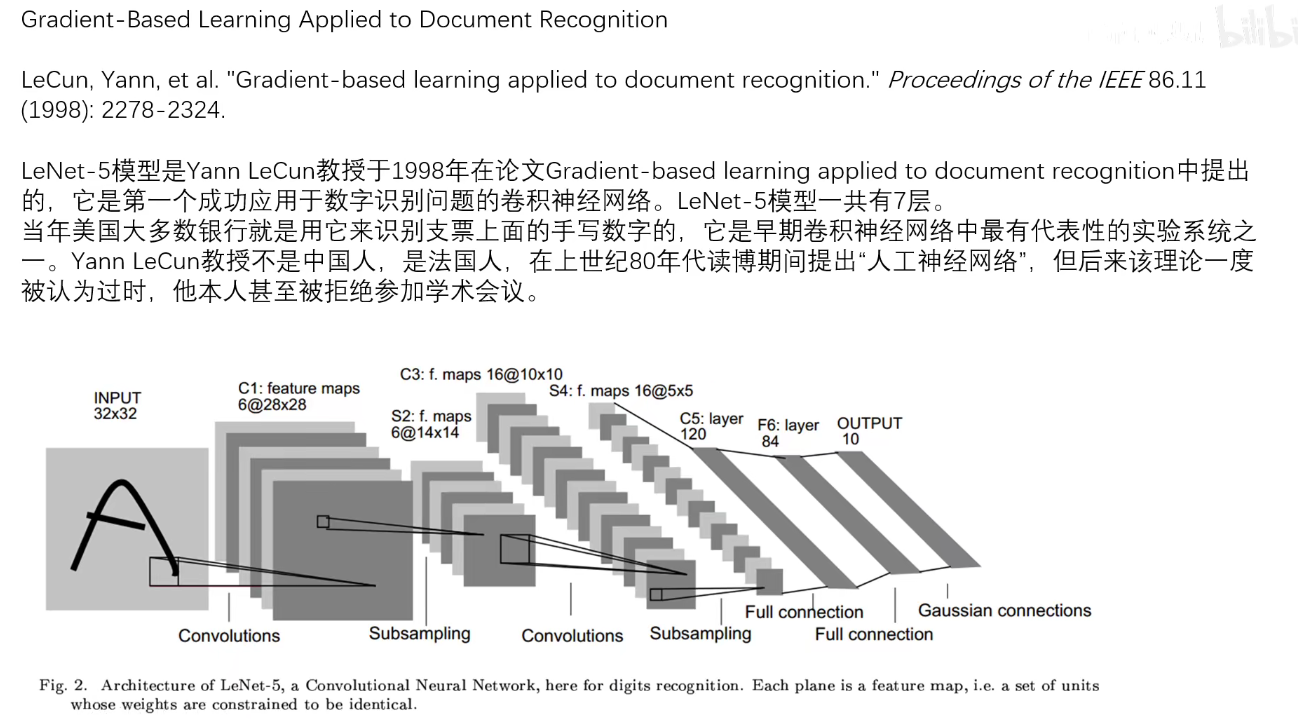 Gradient-Based Learning Applied to Document Recognition
LeCun, Yann, et al. "Gradient-based learning applied to document recognition." Proceedings of the IEEE 86.11
(1998): 2278-2324.
LeNet-5模型是Yann LeCun教授于1998年在论文Gradient-based learning applied to document recognition中提出
的，它是第一个成功应用于数字识别问题的卷积神经网络。LeNet-5模型一共有7层。
当年美国大多数银行就是用它来识别支票上面的手写数字的，它是早期卷积神经网络中最有代表性的实验系统之
一。Yann LeCun教授不是中国人，是法国人，在上世纪80年代读博期间提出“人工神经网络”，但后来该理论一度
被认为过时，他本人甚至被拒绝参加学术会议。
INPUT
32x32
C1: feature maps
6@28x28
S2: f. maps
6@14x14
C3: f. maps 16@10x10
S4: f. maps 16@5x5
C5: layer
120
F6: layer
84
OUTPUT
10
Convolutions
Subsampling
Convolutions
Subsampling
Full connection
Full connection
Gaussian connections
Fig. 2. Architecture of LeNet-5, a Convolutional Neural Network, here for digits recognition. Each plane is a feature map, i.e. a set of units
whose weights are constrained to be identical.